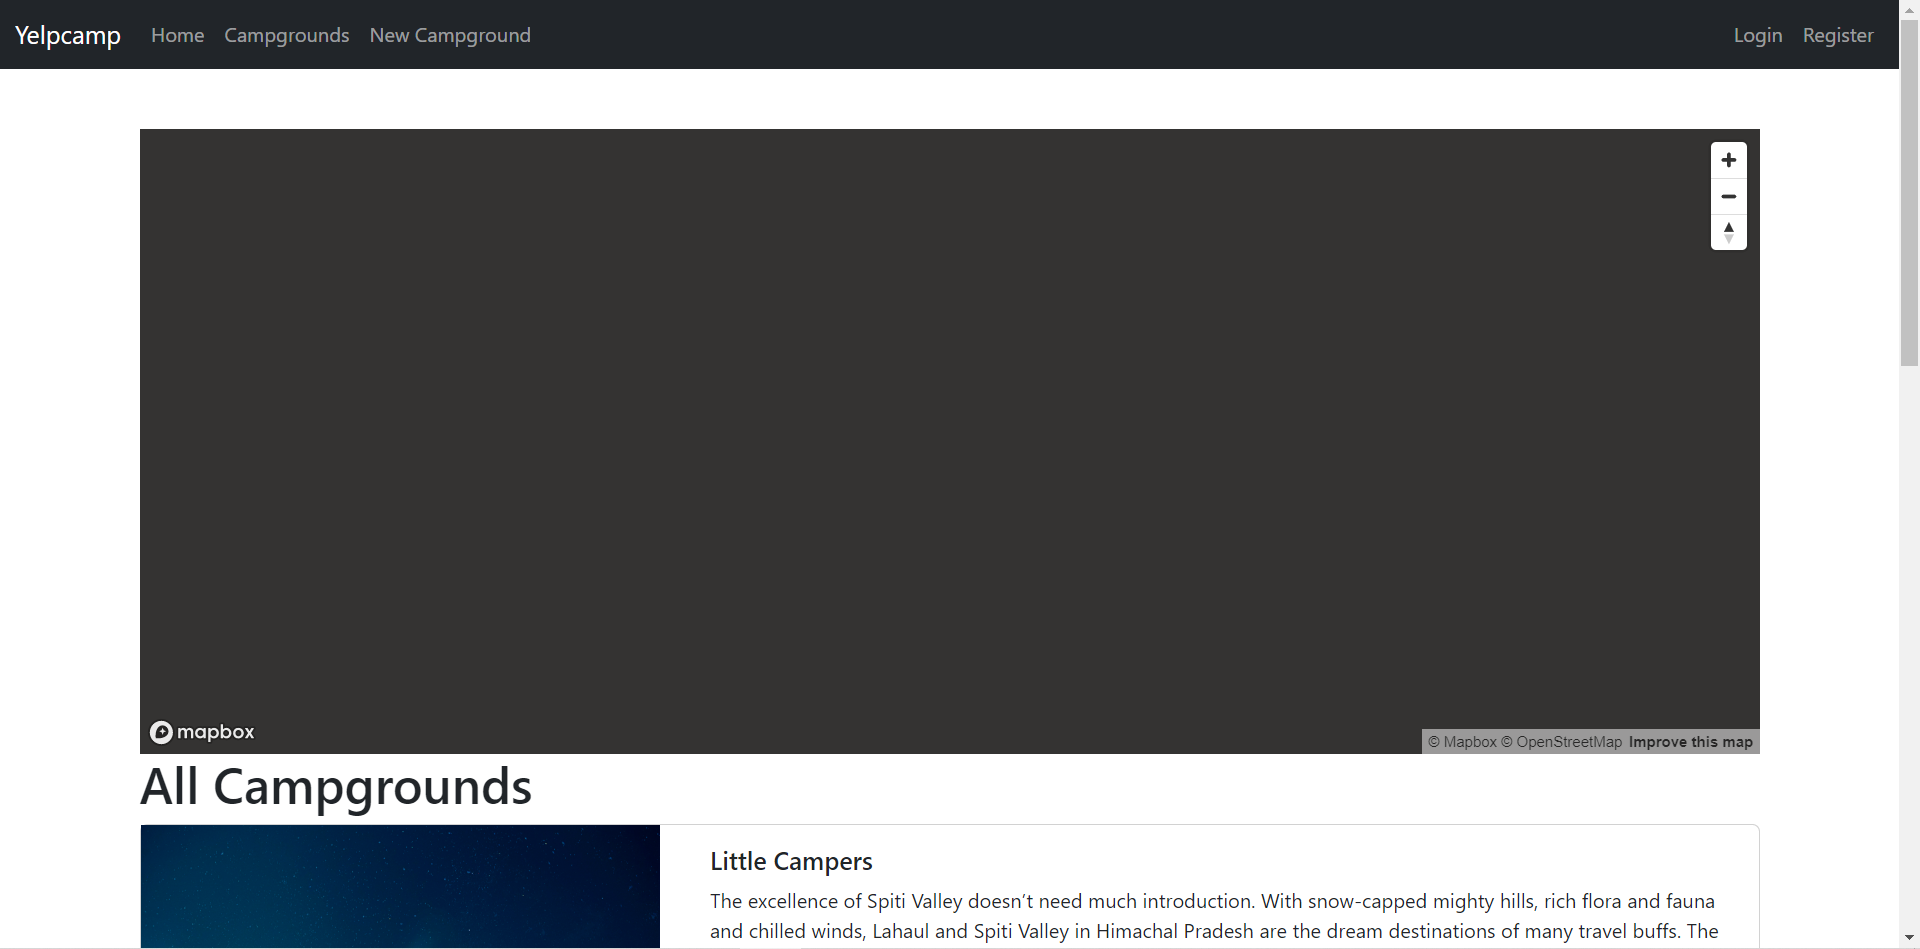 Yelpcamp Home Campgrounds New Campground Login Register
mapbox
© Mapbox © OpenStreetMap Improve this map
All Campgrounds
Little Campers
The excellence of Spiti Valley doesn’t need much introduction. With snow-capped mighty hills, rich flora and fauna
and chilled winds, Lahaul and Spiti Valley in Himachal Pradesh are the dream destinations of many travel buffs. The